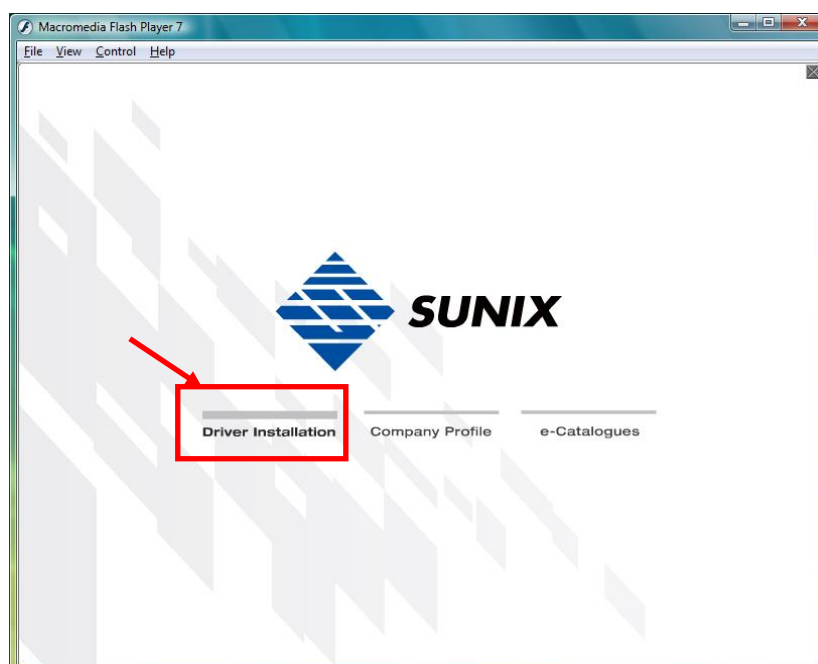 Macromedia Flash Player 7
File View Control Help
SUNIX
Driver Installation Company Profile e-Catalogues